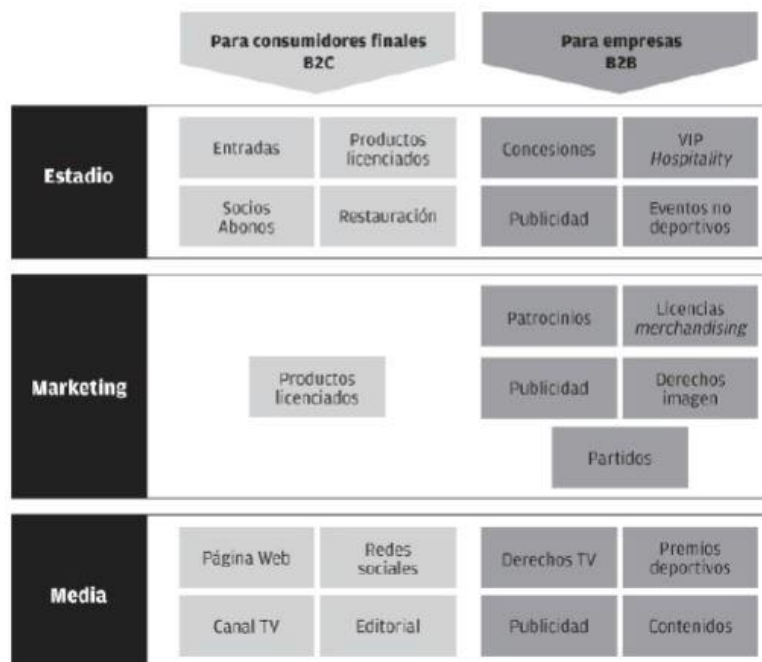 Para consumidores finales
B2C
Para empresas
B2B
Estadio
Entradas
Productos
licenciados
Concesiones
VIP
Hospitality
Socios
Abonos
Restauración
Publicidad
Eventos no
deportivos
Marketing
Productos
licenciados
Patrocinios
Licencias
merchandising
Publicidad
Derechos
imagen
Partidos
Media
Página Web
Redes
sociales
Derechos TV
Premios
deportivos
Canal TV
Editorial
Publicidad
Contenidos